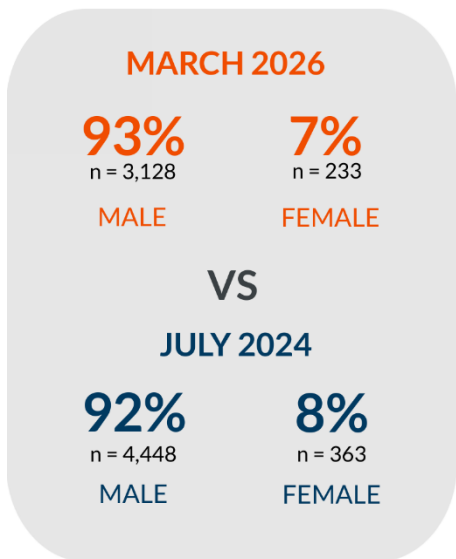 MARCH 2026
93% 7%
n = 3,128 n = 233
MALE FEMALE
VS
JULY 2024
92% 8%
n = 4,448 n = 363
MALE FEMALE